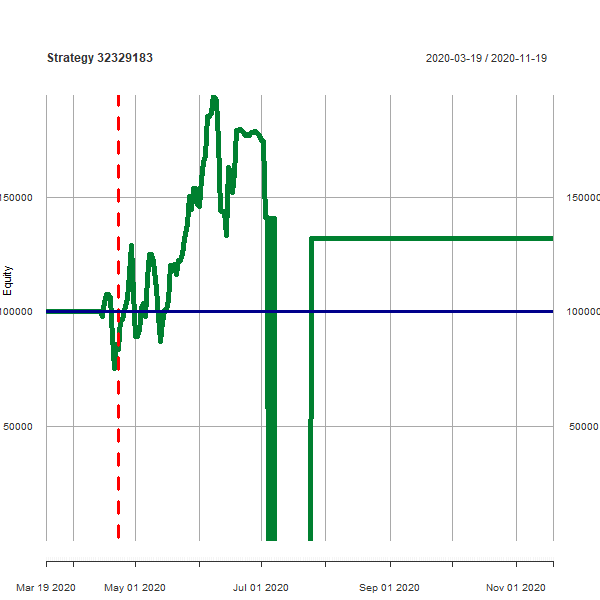 Strategy 32329183
2020-03-19 / 2020-11-19
150000
150000
Equity
100000
100000
50000
50000
Mar 19 2020
May 01 2020
Jul 01 2020
Sep 01 2020
Nov 01 2020